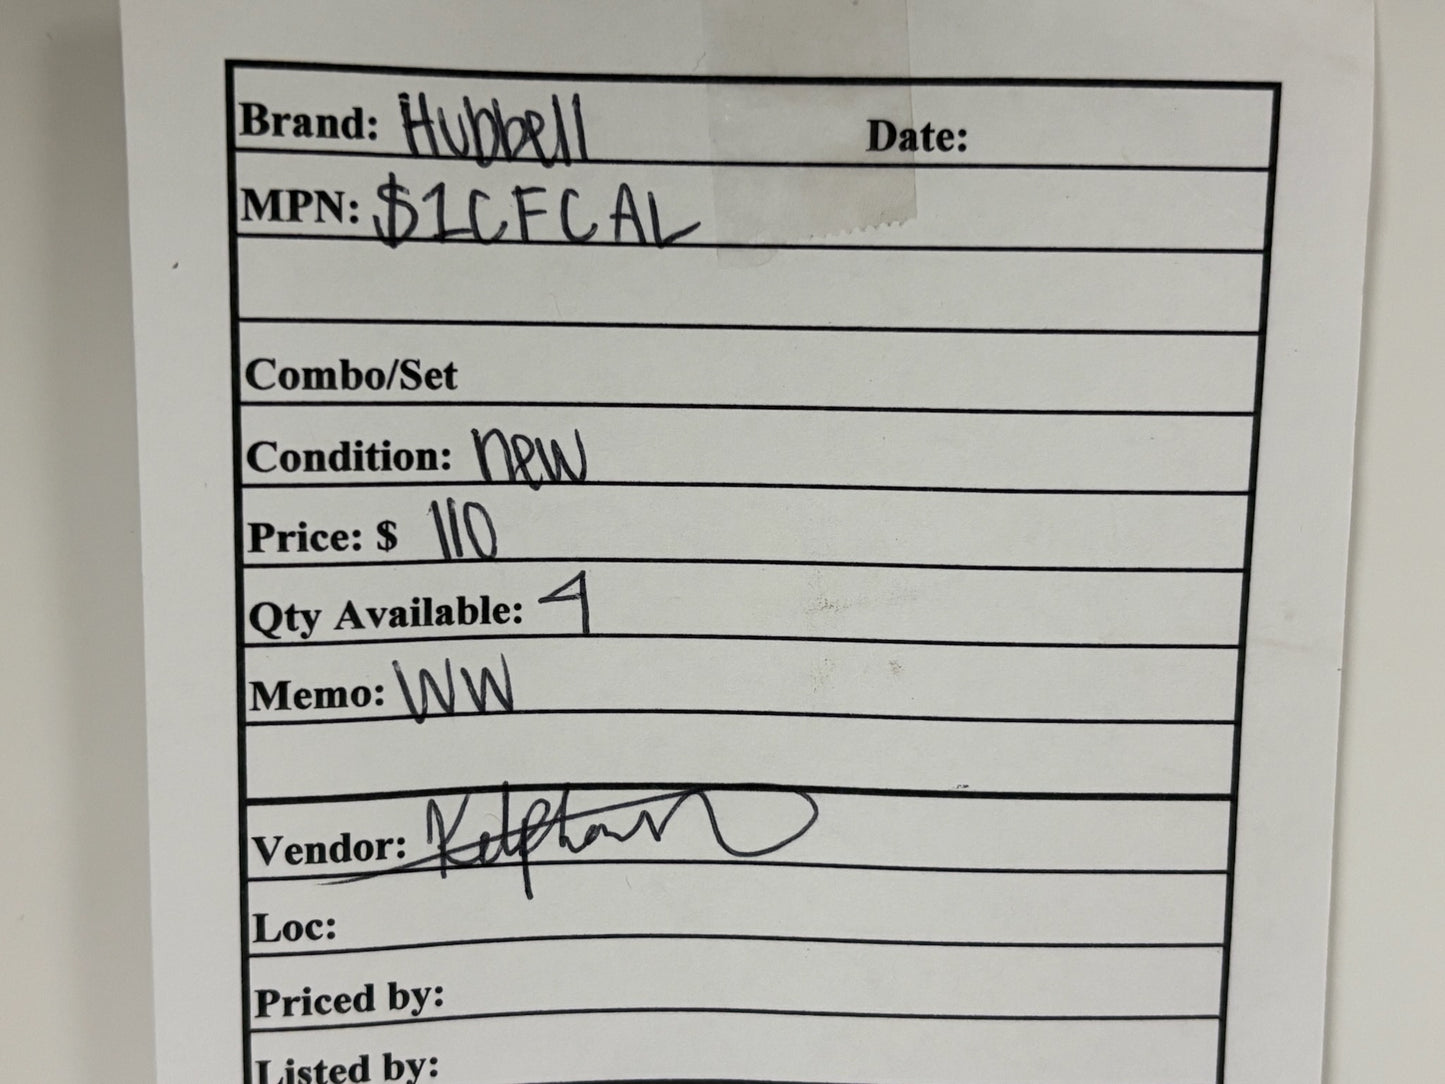 Brand: Hubbell Date:
MPN: $1CFCAL
Combo/Set
Condition: new
Price: $ 110
Qty Available: 4
Memo: WW
Vendor:
Loc:
Priced by:
Listed by: